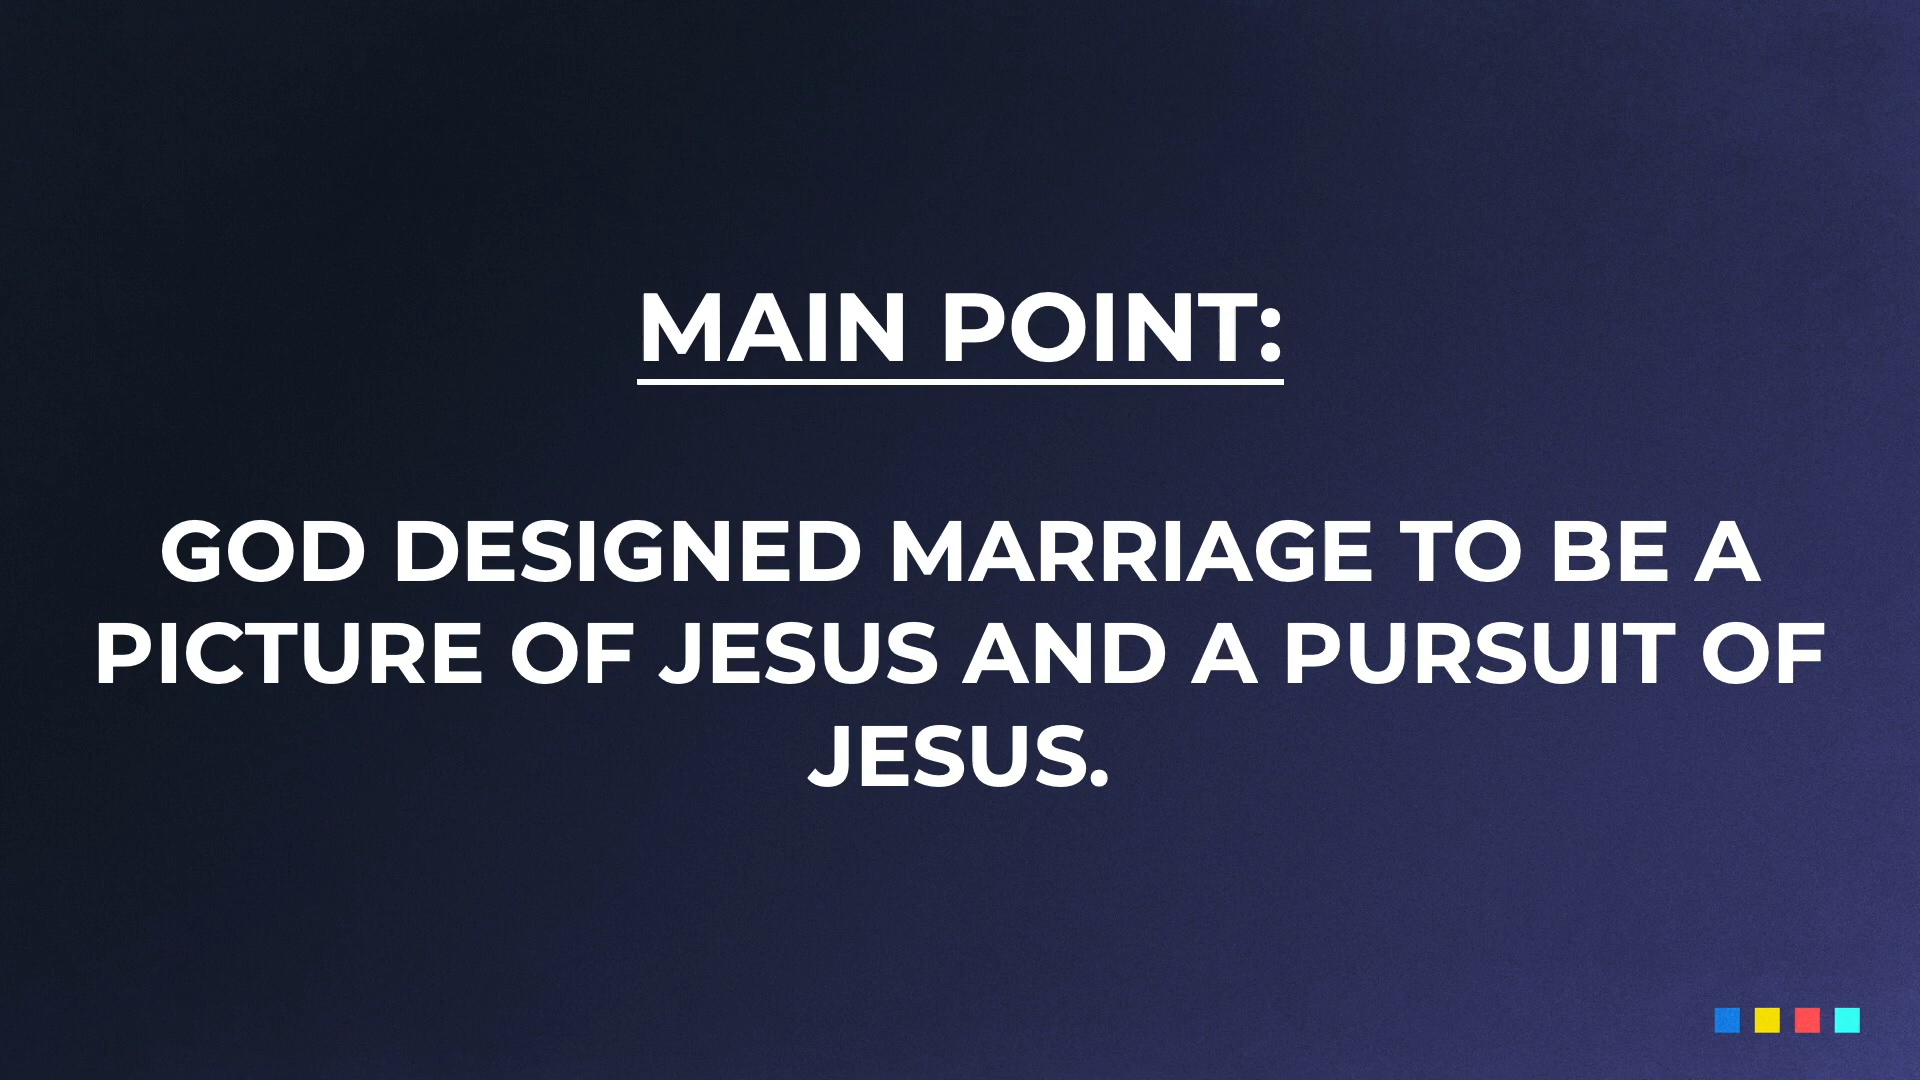 MAIN POINT:
GOD DESIGNED MARRIAGE TO BE A
PICTURE OF JESUS AND A PURSUIT OF
JESUS.